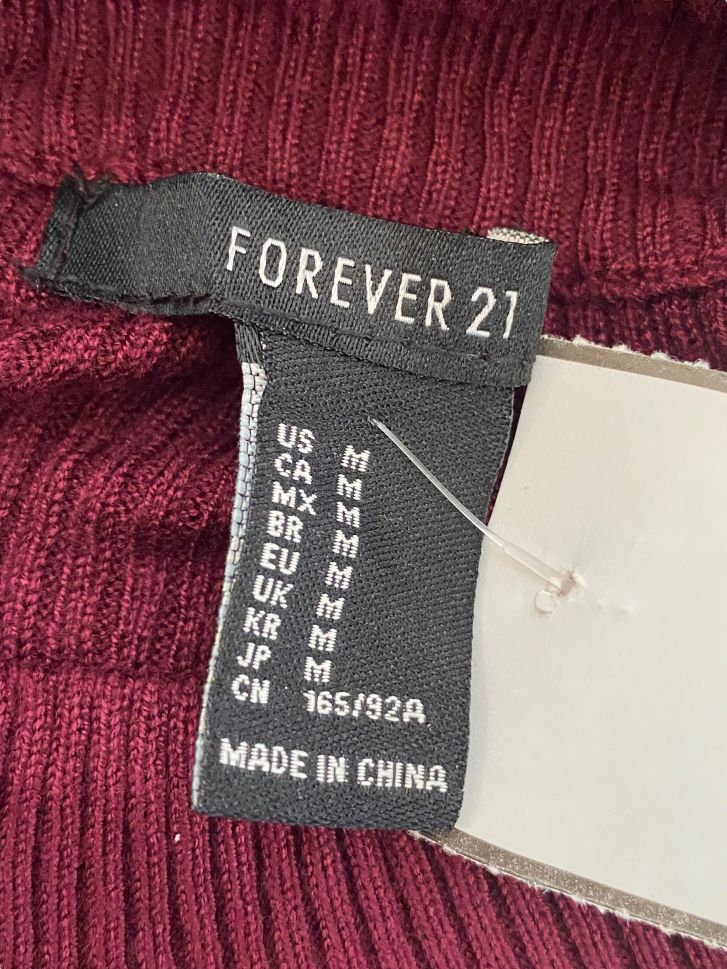 FOREVER 21
US M
CA M
MX M
BR M
EU M
UK M
KR M
JP M
CN 165/92A
MADE IN CHINA